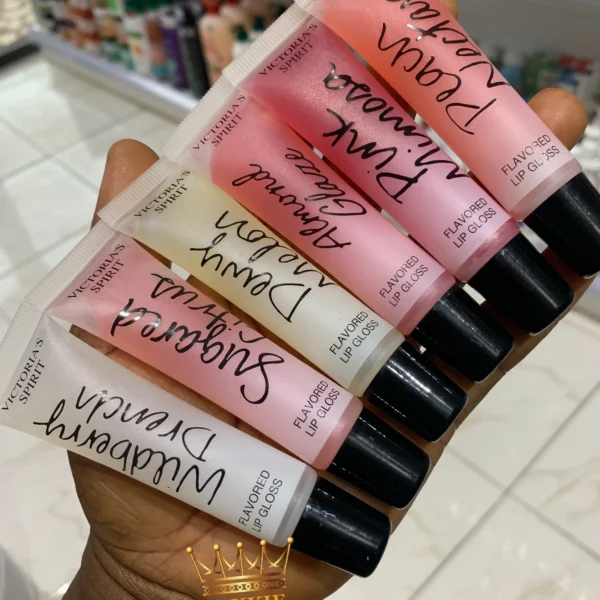 VICTORIA'S
SPIRIT
Wildberry
Drench
FLAVORED
LIP GLOSS
VICTORIA'S
SPIRIT
Sugared
Citrus
FLAVORED
LIP GLOSS
VICTORIA'S
SPIRIT
Dewy
Melon
FLAVORED
LIP GLOSS
VICTORIA'S
SPIRIT
Almond
Glaze
FLAVORED
LIP GLOSS
VICTORIA'S
SPIRIT
Pink
Mimosa
FLAVORED
LIP GLOSS
Peach
Nectar
FLAVORED
LIP GLOSS